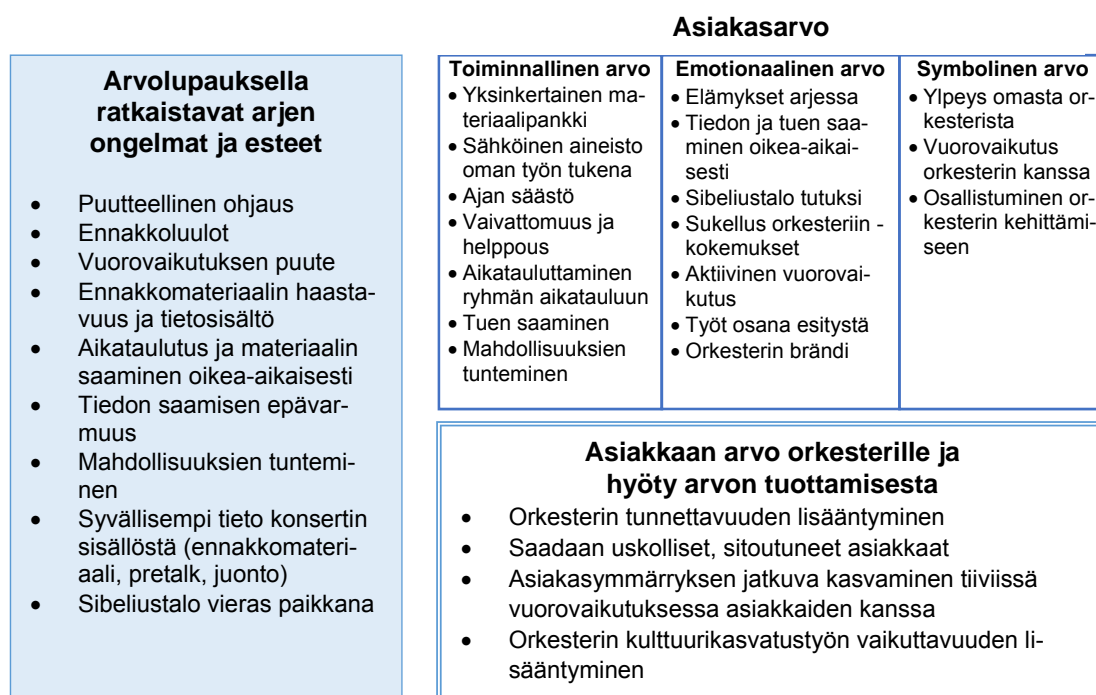 Asiakasarvo
Arvolupauksella
ratkaistavat arjen
ongelmat ja esteet
• Puutteellinen ohjaus
• Ennakkoluulot
• Vuorovaikutuksen puute
• Ennakkomateriaalin haasta-
vuus ja tietosisältö
• Aikataulutus ja materiaalin
saaminen oikea-aikaisesti
• Tiedon saamisen epävar-
muus
• Mahdollisuuksien tuntemi-
nen
• Syvällisempi tieto konsertin
sisällöstä (ennakkomateri-
aali, pretalk, juonto)
• Sibeliustalo vieras paikkana
Toiminnallinen arvo
• Yksinkertainen ma-
teriaalipankki
• Sähköinen aineisto
oman työn tukena
• Ajan säästö
• Vaivattomuus ja
helppous
• Aikatauluttaminen
ryhmän aikatauluun
• Tuen saaminen
• Mahdollisuuksien
tunteminen
Emotionaalinen arvo
• Elämykset arjessa
• Tiedon ja tuen saa-
minen oikea-aikai-
sesti
• Sibeliustalo tutuksi
• Sukellus orkesteriin -
kokemukset
• Aktiivinen vuorovai-
kutus
• Työt osana esitystä
• Orkesterin brändi
Symbolinen arvo
• Ylpeys omasta or-
kesterista
• Vuorovaikutus
orkesterin kanssa
• Osallistuminen or-
kesterin kehittämi-
seen
Asiakkaan arvo orkesterille ja
hyöty arvon tuottamisesta
• Orkesterin tunnettavuuden lisääntyminen
• Saadaan uskolliset, sitoutuneet asiakkaat
• Asiakasymmärryksen jatkuva kasvaminen tiiviissä
vuorovaikutuksessa asiakkaiden kanssa
• Orkesterin kulttuurikasvatustyön vaikuttavuuden li-
sääntyminen